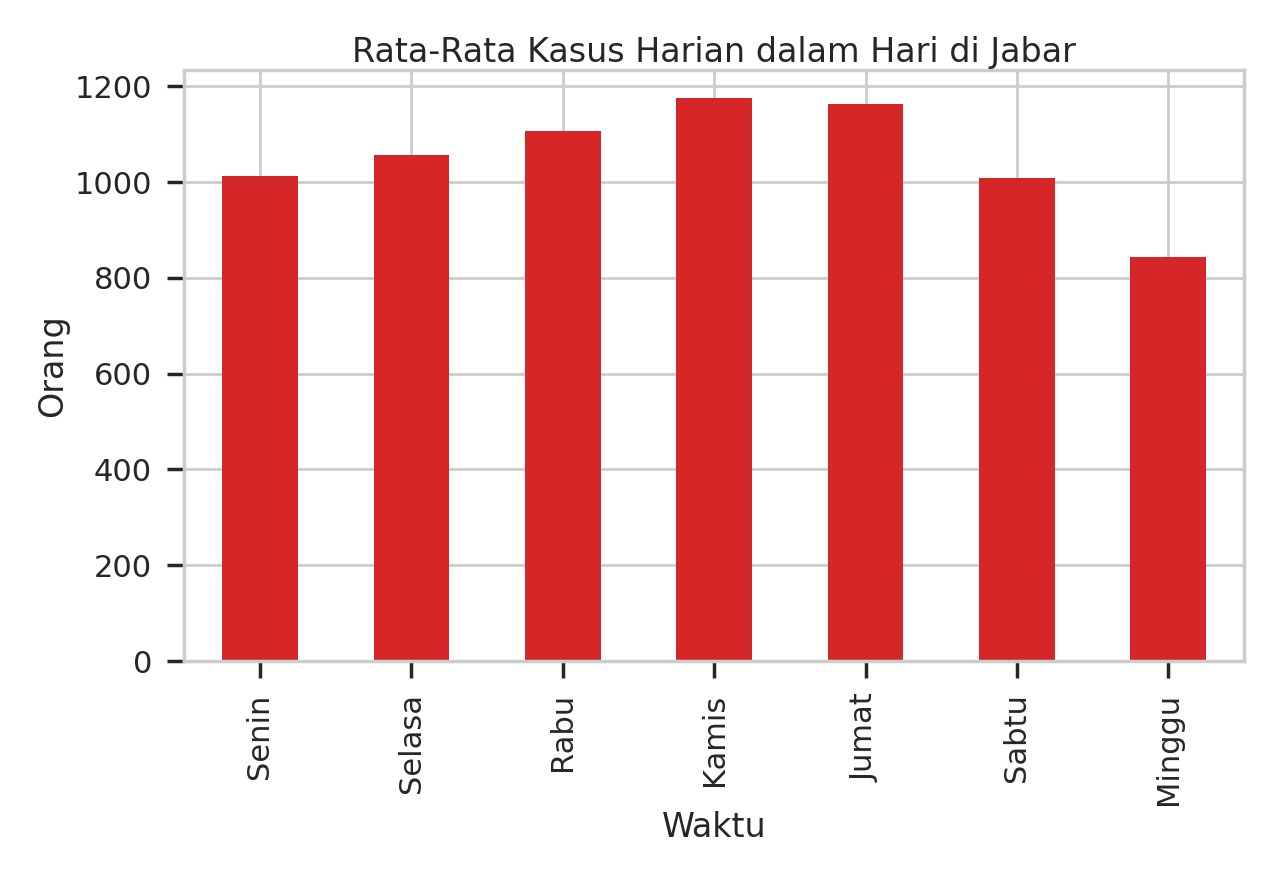 Rata-Rata Kasus Harian dalam Hari di Jabar
1200
1000
800
600
400
200
0
Orang
Senin
Selasa
Rabu
Kamis
Jumat
Sabtu
Minggu
Waktu